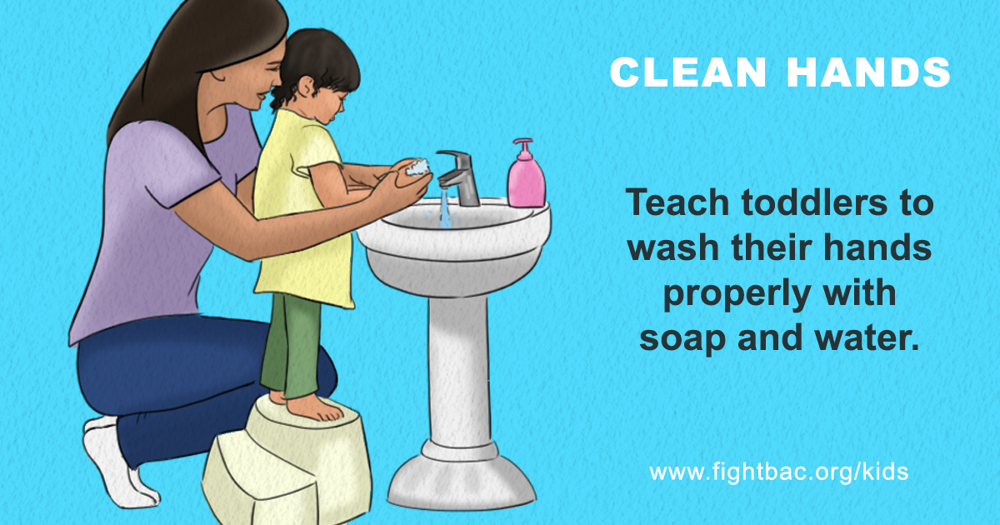 CLEAN HANDS
Teach toddlers to
wash their hands
properly with
soap and water.
www.fightbac.org/kids